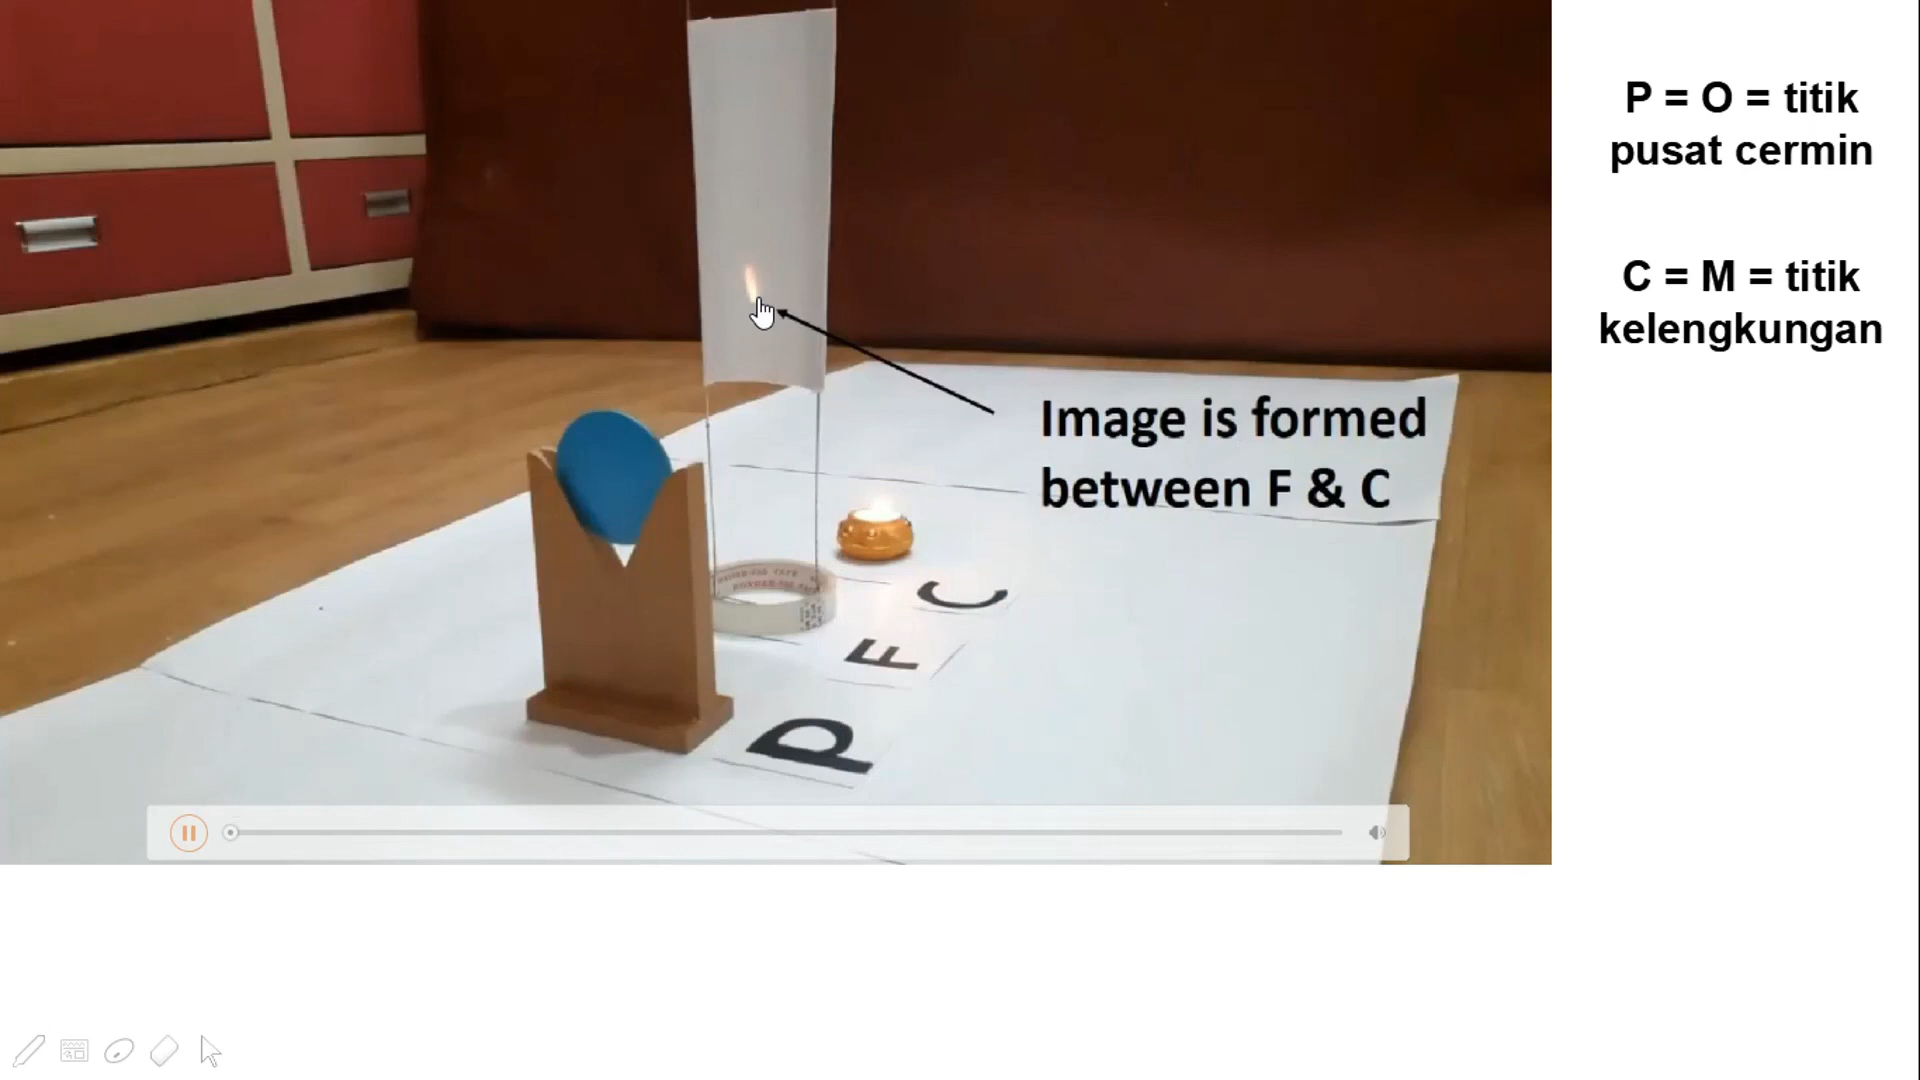 P = O = titik
pusat cermin
C = M = titik
kelengkungan
Image is formed
between F & C
C
F
P